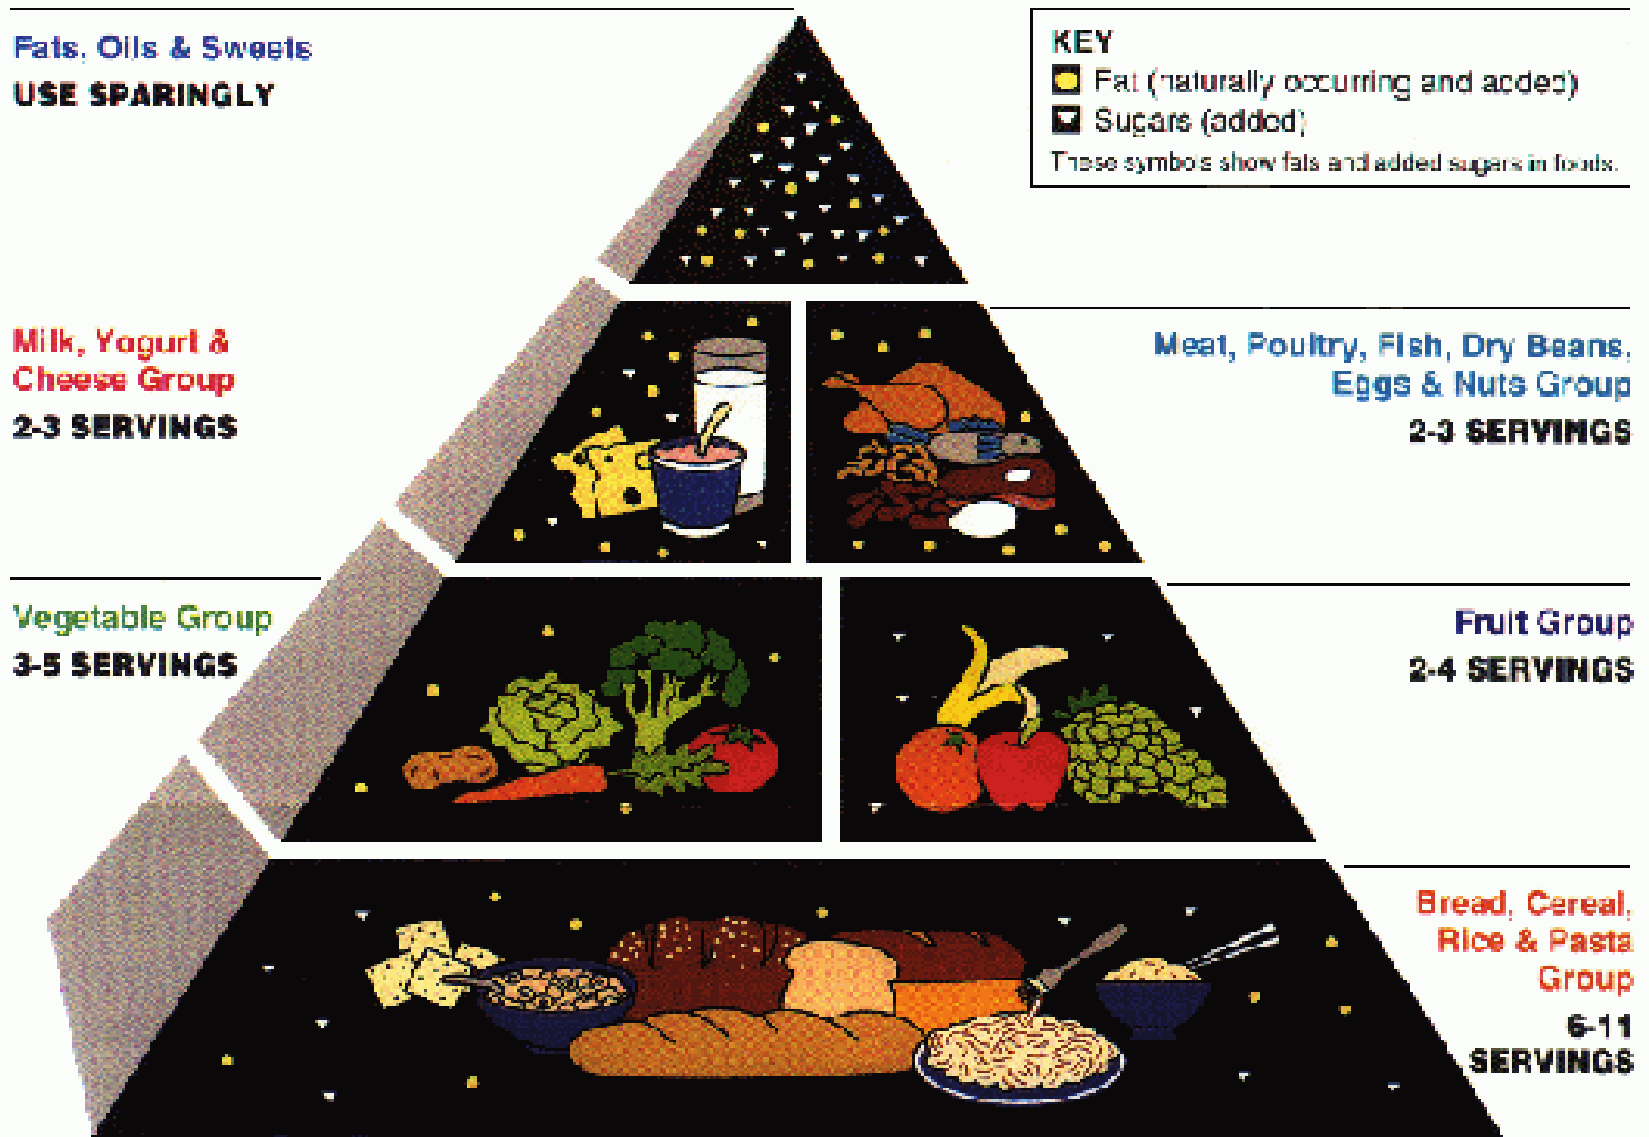 Fats, Oils & Sweets
USE SPARINGLY
KEY
Fat (naturally occurring and added)
Sugars (added)
These symbols show fats and added sugars in foods.
Milk, Yogurt &
Cheese Group
2-3 SERVINGS
Meat, Poultry, Fish, Dry Beans,
Eggs & Nuts Group
2-3 SERVINGS
Vegetable Group
3-5 SERVINGS
Fruit Group
2-4 SERVINGS
Bread, Cereal,
Rice & Pasta
Group
6-11
SERVINGS